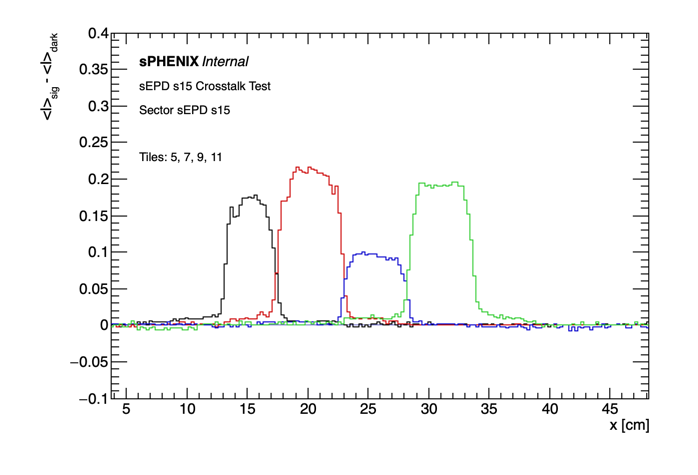 0.4
<I>sig - <I>dark
sPHENIX Internal
0.35
sEPD s15 Crosstalk Test
0.3
Sector sEPD s15
0.25
Tiles: 5, 7, 9, 11
0.2
0.15
0.1
0.05
0
−0.05
−0.1
5 10 15 20 25 30 35 40 45
x [cm]